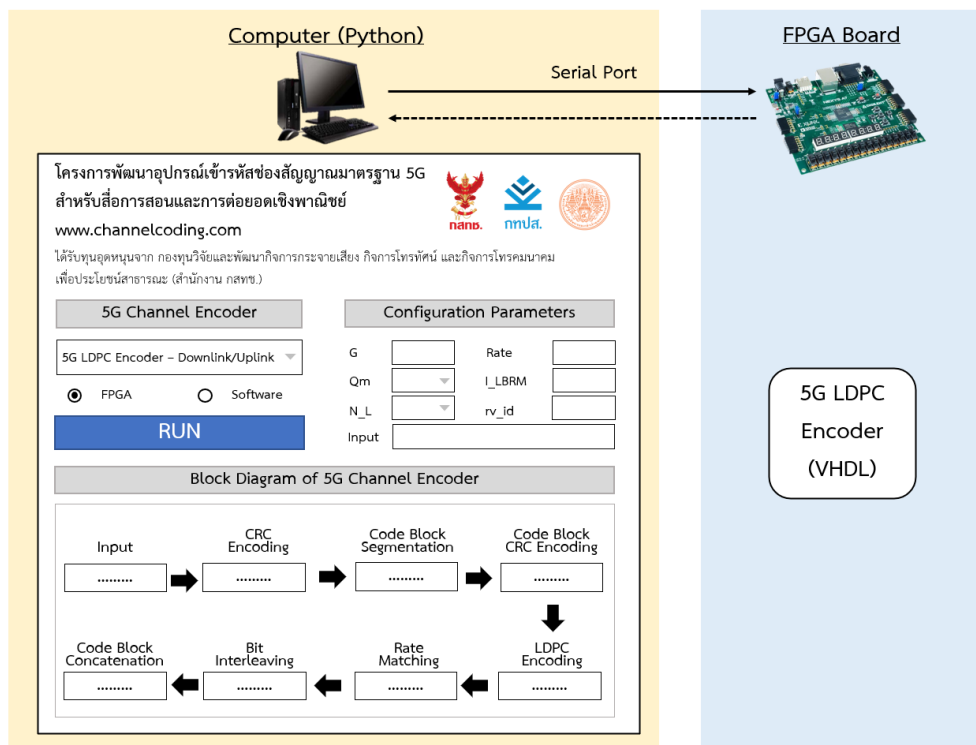 Computer (Python)
FPGA Board
Serial Port
โครงการพัฒนาอุปกรณ์เข้ารหัสช่องสัญญาณมาตรฐาน 5G
สำหรับสื่อการสอนและการต่อยอดเชิงพาณิชย์
www.channelcoding.com
กสทช.
กทปส.
ได้รับทุนอุดหนุนจาก กองทุนวิจัยและพัฒนากิจการกระจายเสียง กิจการโทรทัศน์ และกิจการโทรคมนาคม
เพื่อประโยชน์สาธารณะ (สำนักงาน กสทช.)
5G Channel Encoder
Configuration Parameters
5G LDPC Encoder – Downlink/Uplink
FPGA
Software
RUN
G
Rate
Qm
I_LBRM
N_L
rv_id
Input
Block Diagram of 5G Channel Encoder
Input
CRC
Encoding
Code Block
Segmentation
Code Block
CRC Encoding
.........
.........
.........
.........
Code Block
Concatenation
Bit
Interleaving
Rate
Matching
LDPC
Encoding
.........
.........
.........
.........
5G LDPC
Encoder
(VHDL)